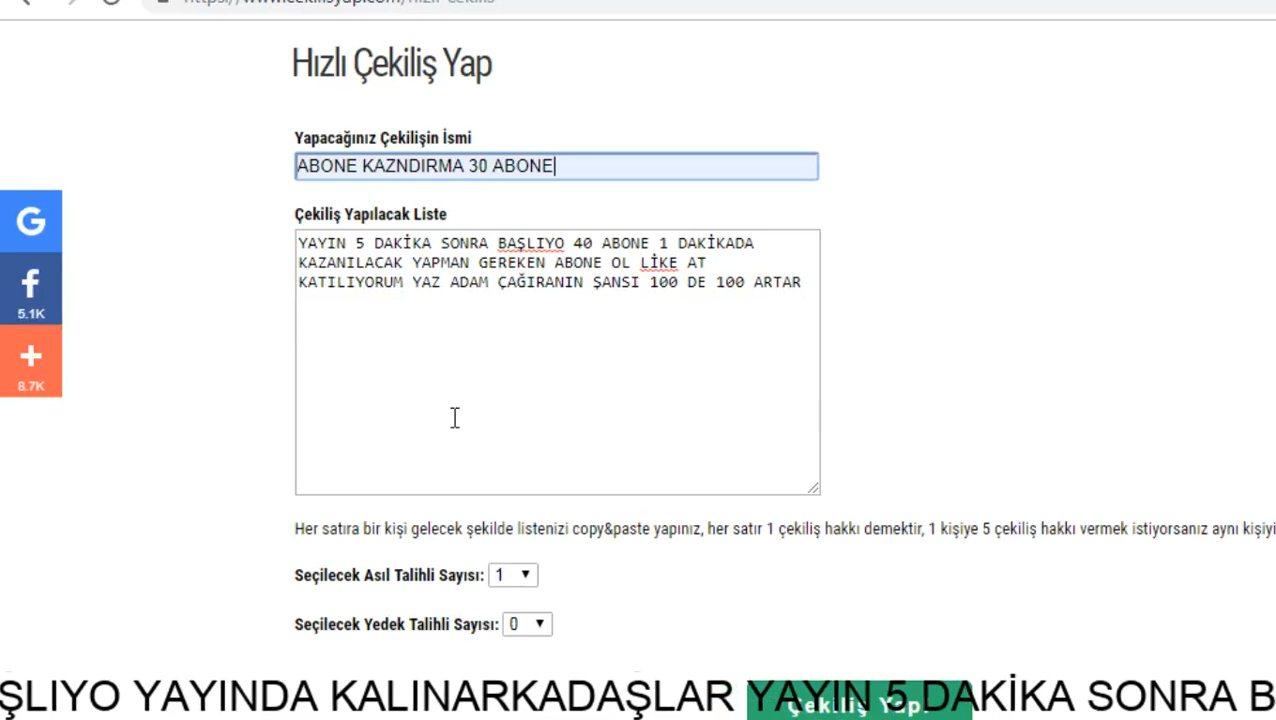 Hızlı Çekiliş Yap
Yapacağınız Çekilişin İsmi
ABONE KAZNDIRMA 30 ABONE
Çekiliş Yapılacak Liste
YAYIN 5 DAKİKA SONRA BAŞLIYO 40 ABONE 1 DAKİKADA
KAZANILACAK YAPMAN GEREKEN ABONE OL LİKE AT
KATILIYORUM YAZ ADAM ÇAĞIRANIN ŞANSI 100 DE 100 ARTAR
5.1K
8.7K
Her satıra bir kişi gelecek şekilde listenizi copy&paste yapınız, her satır 1 çekiliş hakkı demektir, 1 kişiye 5 çekiliş hakkı vermek istiyorsanız aynı kişiyi
Seçilecek Asıl Talihli Sayısı: 1
Seçilecek Yedek Talihli Sayısı: 0
ŞLIYO YAYINDA KALINARKADAŞLAR YAYIN 5 DAKİKA SONRA B
Çekiliş Yap!